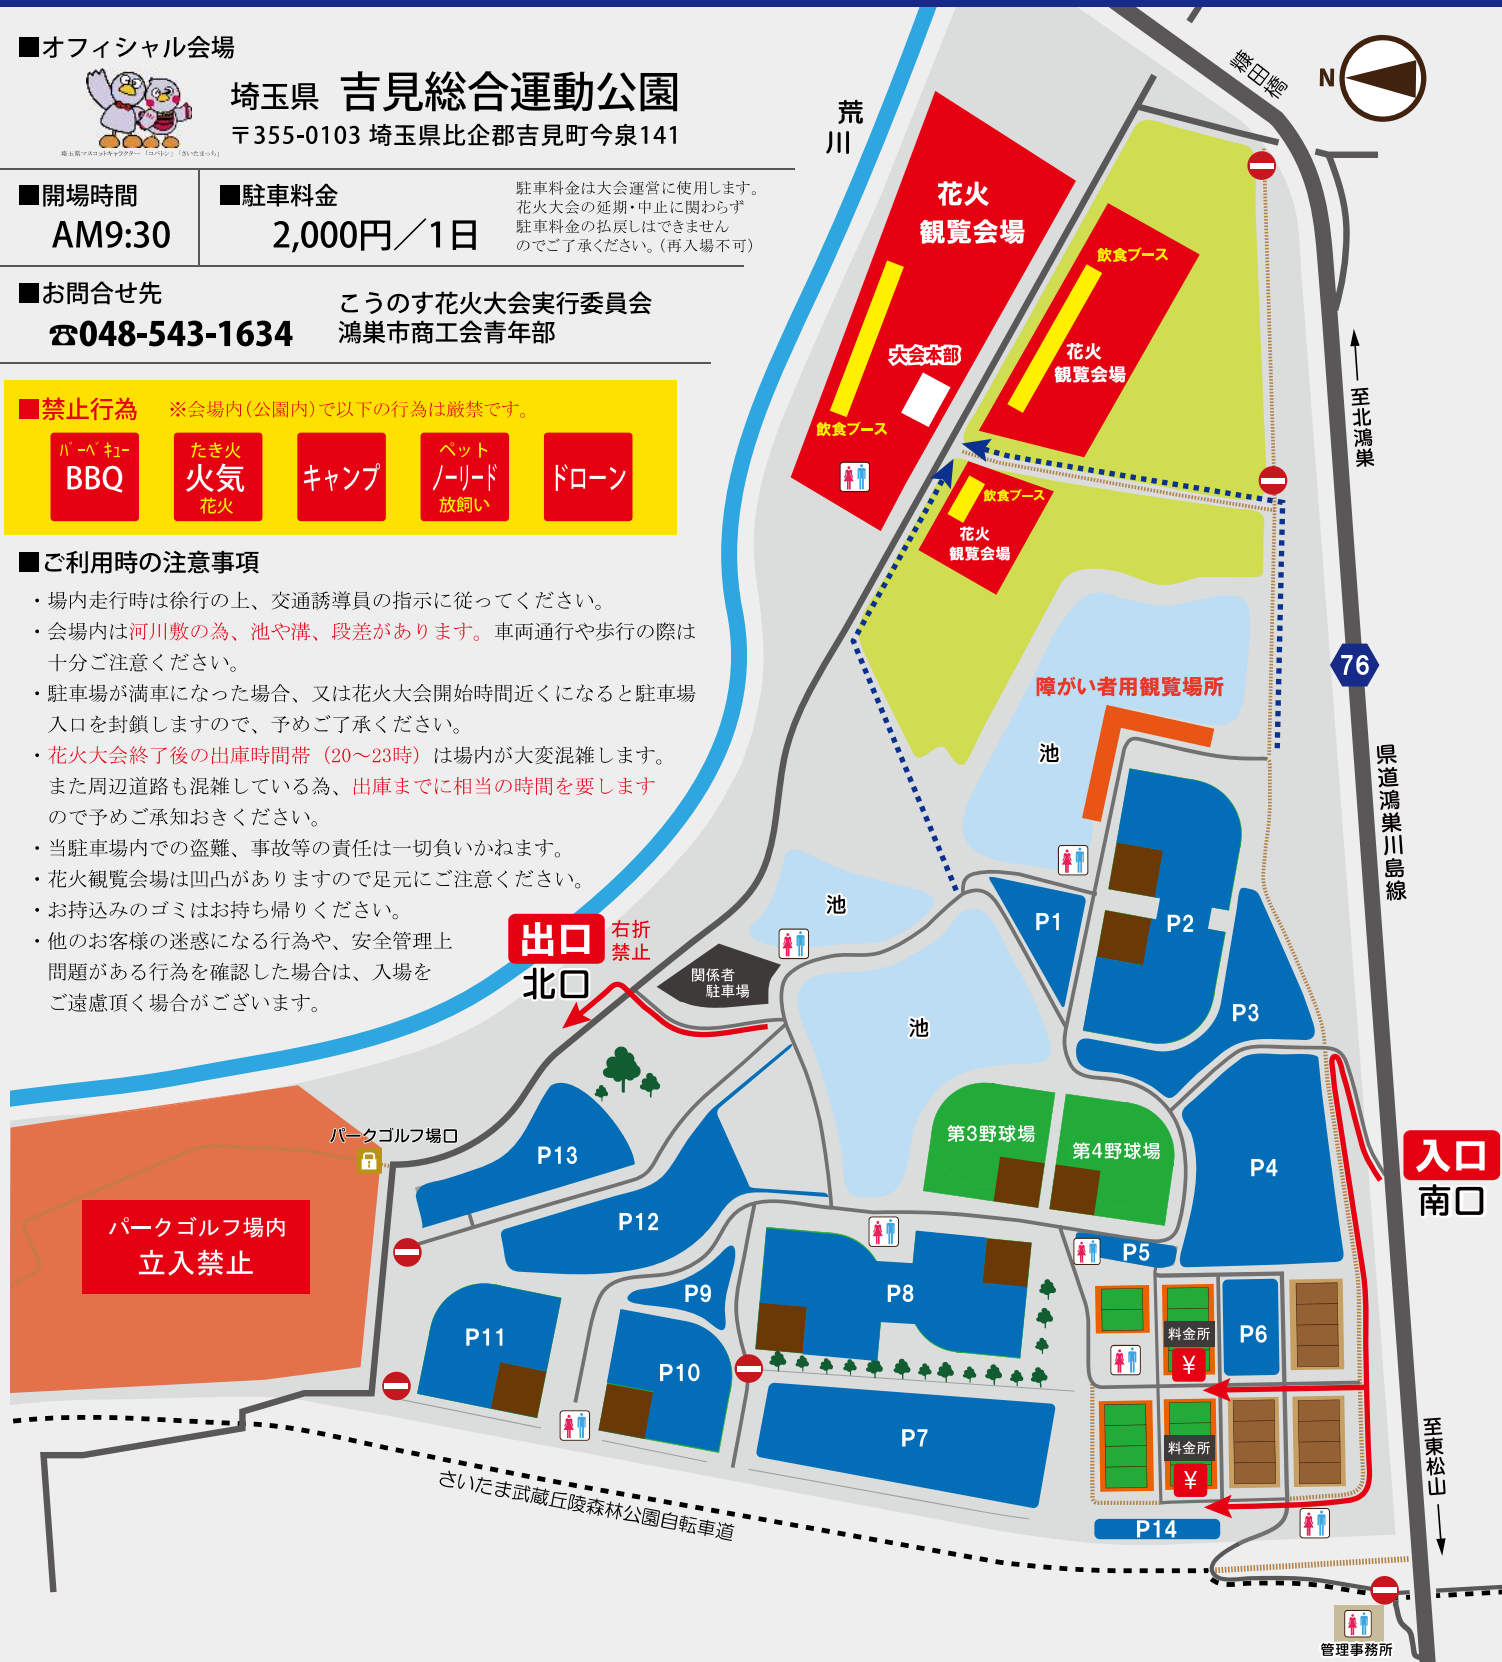 ■オフィシャル会場
埼玉県 吉見総合運動公園
〒355-0103 埼玉県比企郡吉見町今泉141
埼玉県マスコットキャラクター「コバトン」「さいたまっち」
■開場時間
AM9:30
■駐車料金
2,000円／1日
駐車料金は大会運営に使用します。
花火大会の延期・中止に関わらず
駐車料金の払戻しはできません
のでご了承ください。(再入場不可)
■お問合せ先
☎048-543-1634
こうのす花火大会実行委員会
鴻巣市商工会青年部
■禁止行為 ※会場内(公園内)で以下の行為は厳禁です。
バーベキュー
BBQ
たき火
火気
花火
キャンプ
ペット
ノーリード
放飼い
ドローン
■ご利用時の注意事項
・場内走行時は徐行の上、交通誘導員の指示に従ってください。
・会場内は河川敷の為、池や溝、段差があります。車両通行や歩行の際は
十分ご注意ください。
・駐車場が満車になった場合、又は花火大会開始時間近くになると駐車場
入口を封鎖しますので、予めご了承ください。
・花火大会終了後の出庫時間帯（20～23時）は場内が大変混雑します。
また周辺道路も混雑している為、出庫までに相当の時間を要します
ので予めご承知おきください。
・当駐車場内での盗難、事故等の責任は一切負いかねます。
・花火観覧会場は凹凸がありますので足元にご注意ください。
・お持込みのゴミはお持ち帰りください。
・他のお客様の迷惑になる行為や、安全管理上
問題がある行為を確認した場合は、入場を
ご遠慮頂く場合がございます。
荒川
糠田橋
N
花火
観覧会場
飲食ブース
大会本部
飲食ブース
花火
観覧会場
飲食ブース
花火
観覧会場
至北鴻巣
76
県道鴻巣川島線
障がい者用観覧場所
池
池
池
出口
右折
禁止
北口
関係者
駐車場
P1
P2
P3
P4
入口
南口
第3野球場
第4野球場
パークゴルフ場口
パークゴルフ場内
立入禁止
P13
P12
P5
P9
P8
P11
P10
P6
料金所
¥
P7
料金所
¥
P14
至東松山
さいたま武蔵丘陵森林公園自転車道
管理事務所